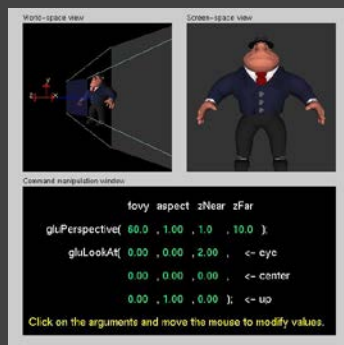 World-space view
Screen-space view
Command manipulation window
fovy aspect zNear zFar
gluPerspective( 60.0 , 1.00 , 1.0 , 10.0 );
gluLookAt( 0.00 , 0.00 , 2.00 , <- eye
0.00 , 0.00 , 0.00 , <- center
0.00 , 1.00 , 0.00 ); <- up
Click on the arguments and move the mouse to modify values.